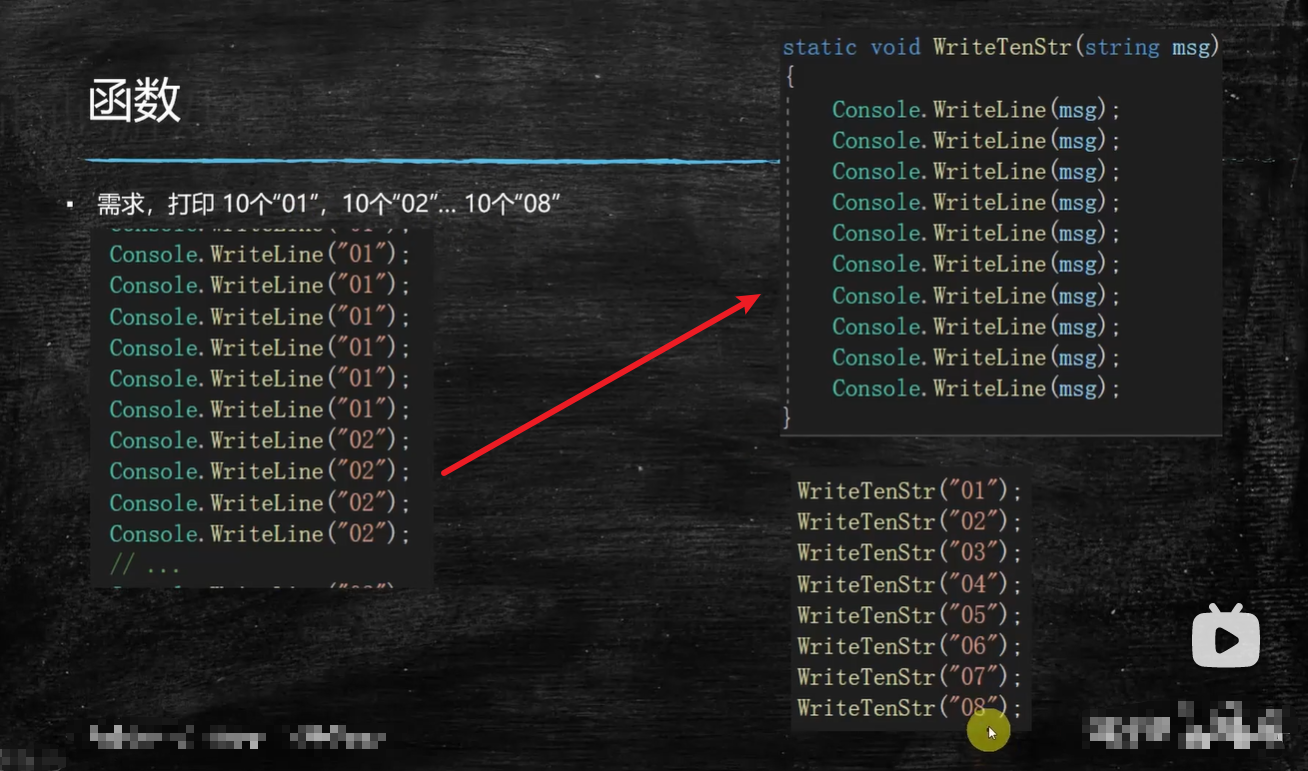 函数
需求，打印 10个“01”，10个“02”... 10个“08”
Console.WriteLine("01");
Console.WriteLine("01");
Console.WriteLine("01");
Console.WriteLine("01");
Console.WriteLine("01");
Console.WriteLine("01");
Console.WriteLine("01");
Console.WriteLine("02");
Console.WriteLine("02");
Console.WriteLine("02");
Console.WriteLine("02");
// ...
static void WriteTenStr(string msg)
{
Console.WriteLine(msg);
Console.WriteLine(msg);
Console.WriteLine(msg);
Console.WriteLine(msg);
Console.WriteLine(msg);
Console.WriteLine(msg);
Console.WriteLine(msg);
Console.WriteLine(msg);
Console.WriteLine(msg);
Console.WriteLine(msg);
}
WriteTenStr("01");
WriteTenStr("02");
WriteTenStr("03");
WriteTenStr("04");
WriteTenStr("05");
WriteTenStr("06");
WriteTenStr("07");
WriteTenStr("08");